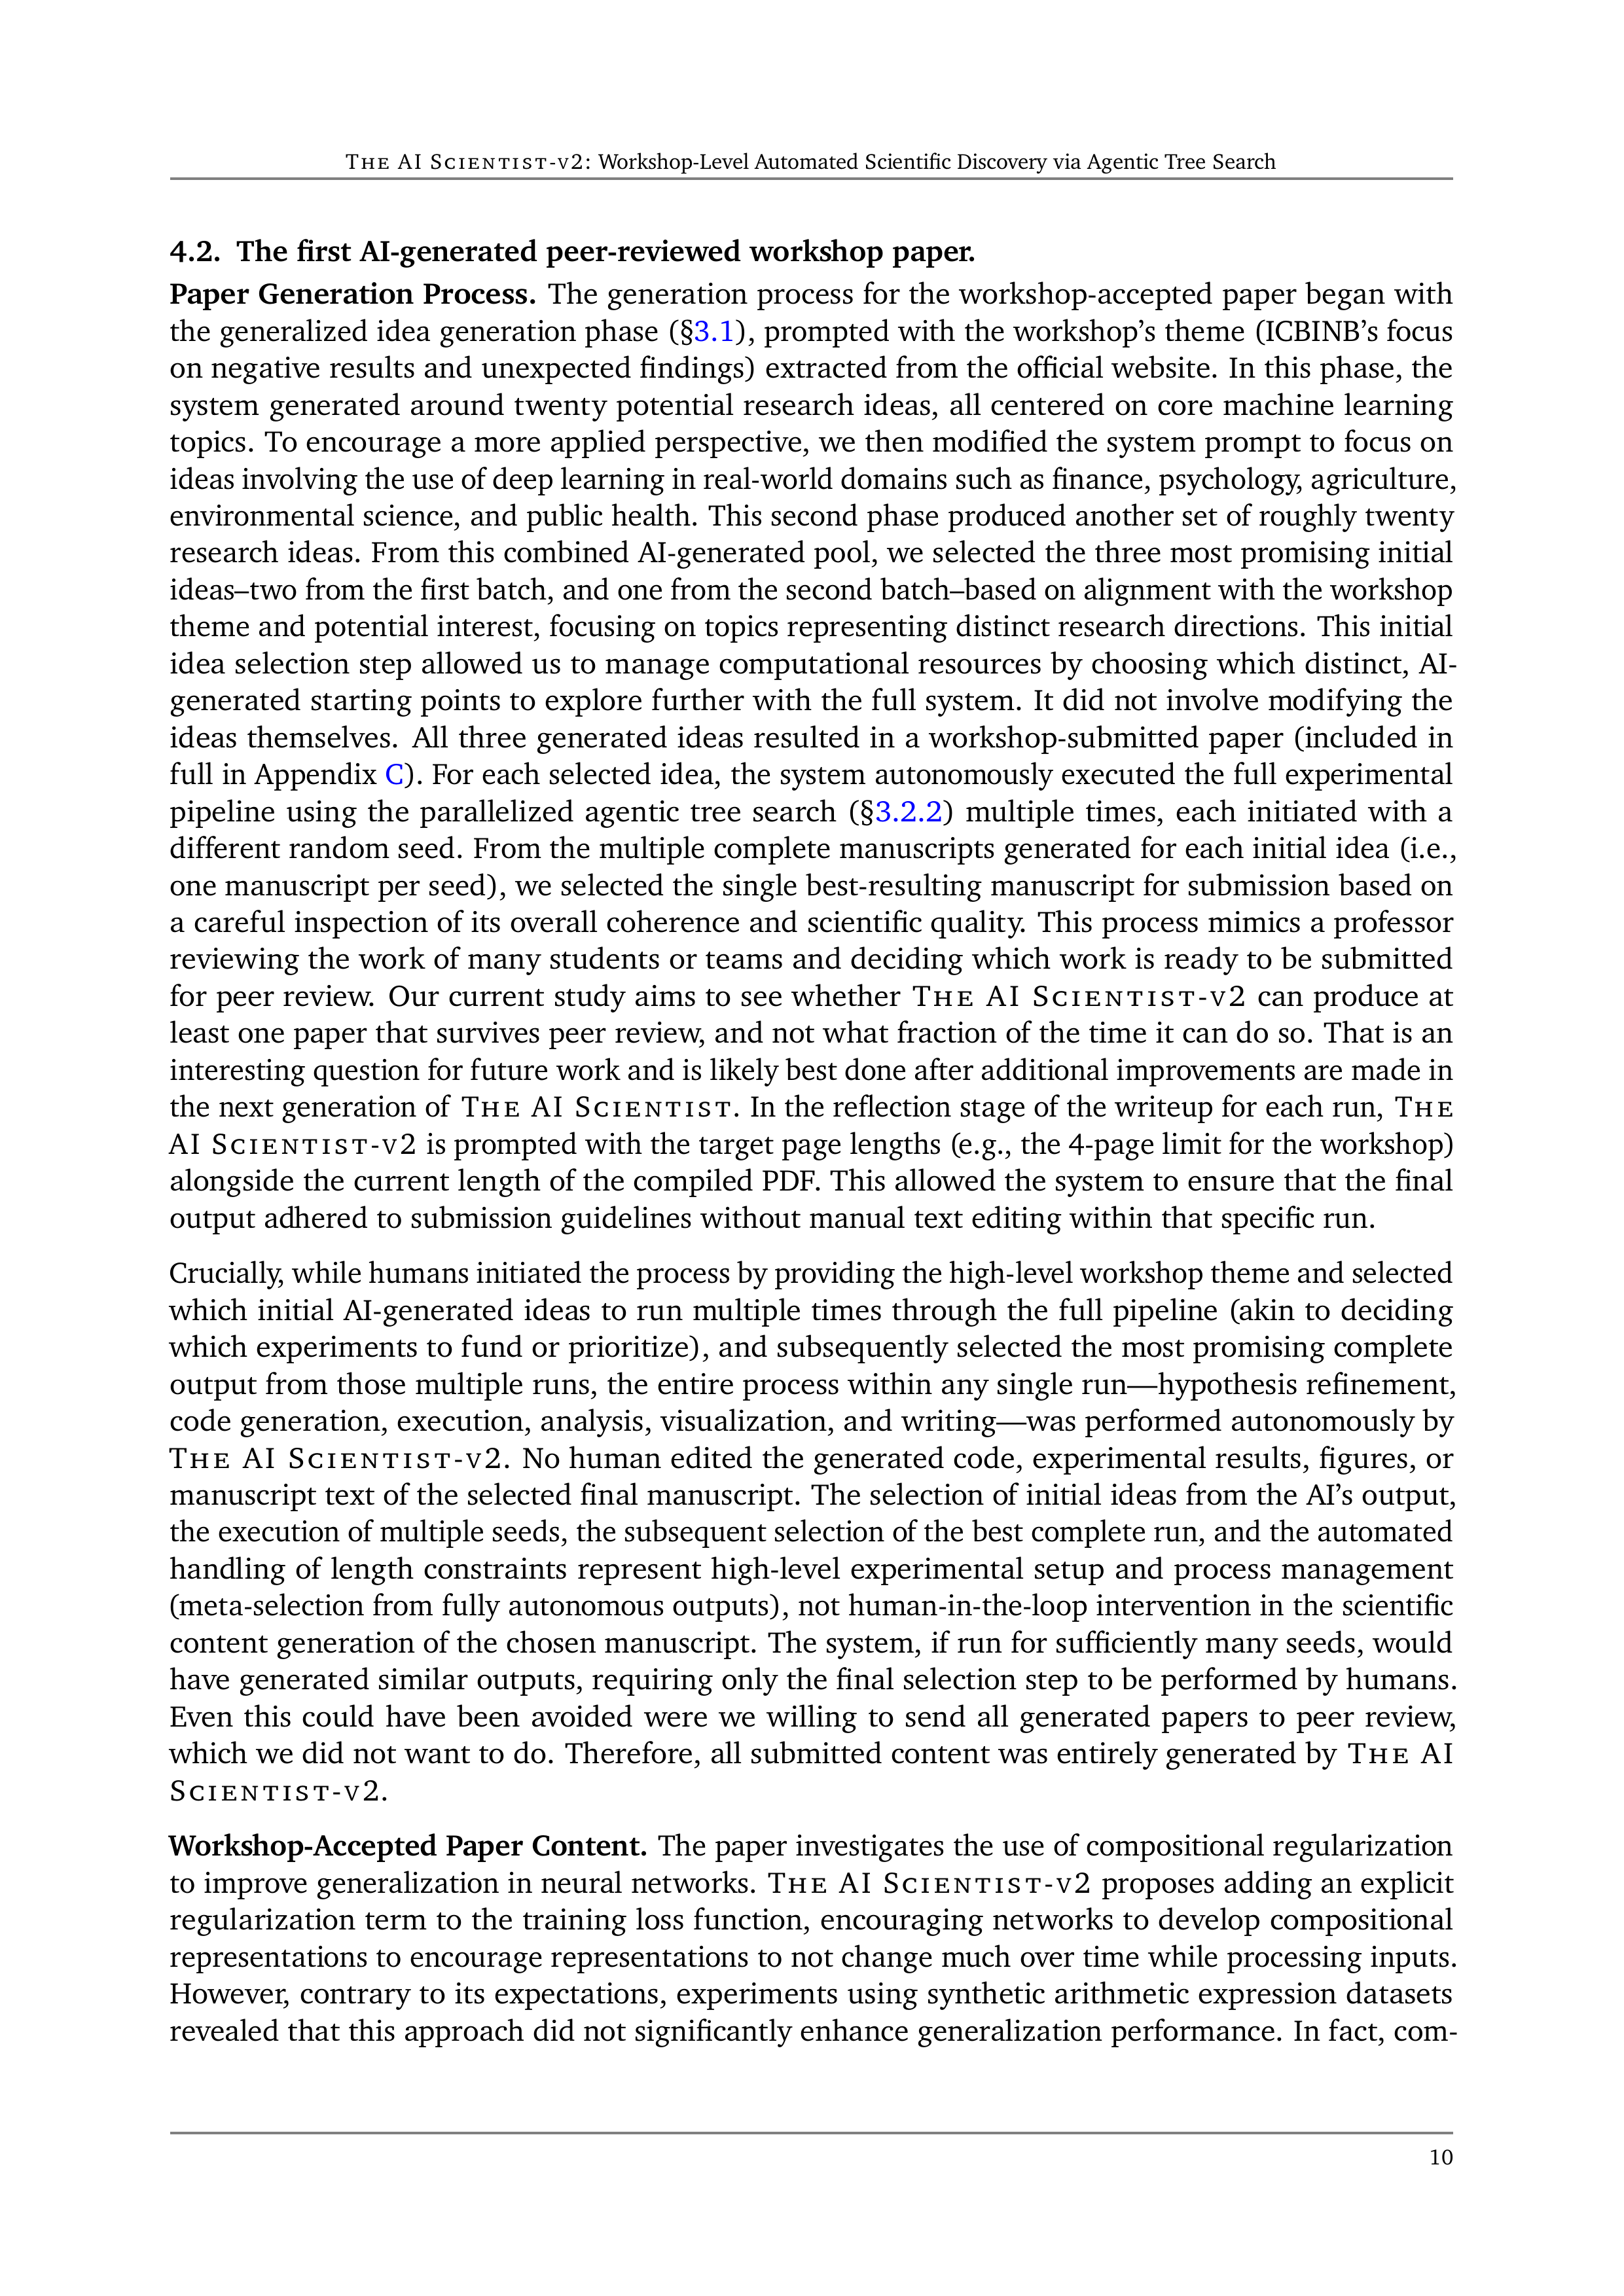 THE AI SCIENTIST-V2: Workshop-Level Automated Scientific Discovery via Agentic Tree Search
4.2. The first AI-generated peer-reviewed workshop paper.
Paper Generation Process. The generation process for the workshop-accepted paper began with
the generalized idea generation phase (§3.1), prompted with the workshop’s theme (ICBINB’s focus
on negative results and unexpected findings) extracted from the official website. In this phase, the
system generated around twenty potential research ideas, all centered on core machine learning
topics. To encourage a more applied perspective, we then modified the system prompt to focus on
ideas involving the use of deep learning in real-world domains such as finance, psychology, agriculture,
environmental science, and public health. This second phase produced another set of roughly twenty
research ideas. From this combined AI-generated pool, we selected the three most promising initial
ideas–two from the first batch, and one from the second batch–based on alignment with the workshop
theme and potential interest, focusing on topics representing distinct research directions. This initial
idea selection step allowed us to manage computational resources by choosing which distinct, AI-
generated starting points to explore further with the full system. It did not involve modifying the
ideas themselves. All three generated ideas resulted in a workshop-submitted paper (included in
full in Appendix C). For each selected idea, the system autonomously executed the full experimental
pipeline using the parallelized agentic tree search (§3.2.2) multiple times, each initiated with a
different random seed. From the multiple complete manuscripts generated for each initial idea (i.e.,
one manuscript per seed), we selected the single best-resulting manuscript for submission based on
a careful inspection of its overall coherence and scientific quality. This process mimics a professor
reviewing the work of many students or teams and deciding which work is ready to be submitted
for peer review. Our current study aims to see whether THE AI SCIENTIST-V2 can produce at
least one paper that survives peer review, and not what fraction of the time it can do so. That is an
interesting question for future work and is likely best done after additional improvements are made in
the next generation of THE AI SCIENTIST. In the reflection stage of the writeup for each run, THE
AI SCIENTIST-V2 is prompted with the target page lengths (e.g., the 4-page limit for the workshop)
alongside the current length of the compiled PDF. This allowed the system to ensure that the final
output adhered to submission guidelines without manual text editing within that specific run.
Crucially, while humans initiated the process by providing the high-level workshop theme and selected
which initial AI-generated ideas to run multiple times through the full pipeline (akin to deciding
which experiments to fund or prioritize), and subsequently selected the most promising complete
output from those multiple runs, the entire process within any single run—hypothesis refinement,
code generation, execution, analysis, visualization, and writing—was performed autonomously by
THE AI SCIENTIST-V2. No human edited the generated code, experimental results, figures, or
manuscript text of the selected final manuscript. The selection of initial ideas from the AI’s output,
the execution of multiple seeds, the subsequent selection of the best complete run, and the automated
handling of length constraints represent high-level experimental setup and process management
(meta-selection from fully autonomous outputs), not human-in-the-loop intervention in the scientific
content generation of the chosen manuscript. The system, if run for sufficiently many seeds, would
have generated similar outputs, requiring only the final selection step to be performed by humans.
Even this could have been avoided were we willing to send all generated papers to peer review,
which we did not want to do. Therefore, all submitted content was entirely generated by THE AI
SCIENTIST-V2.
Workshop-Accepted Paper Content. The paper investigates the use of compositional regularization
to improve generalization in neural networks. THE AI SCIENTIST-V2 proposes adding an explicit
regularization term to the training loss function, encouraging networks to develop compositional
representations to encourage representations to not change much over time while processing inputs.
However, contrary to its expectations, experiments using synthetic arithmetic expression datasets
revealed that this approach did not significantly enhance generalization performance. In fact, com-
10